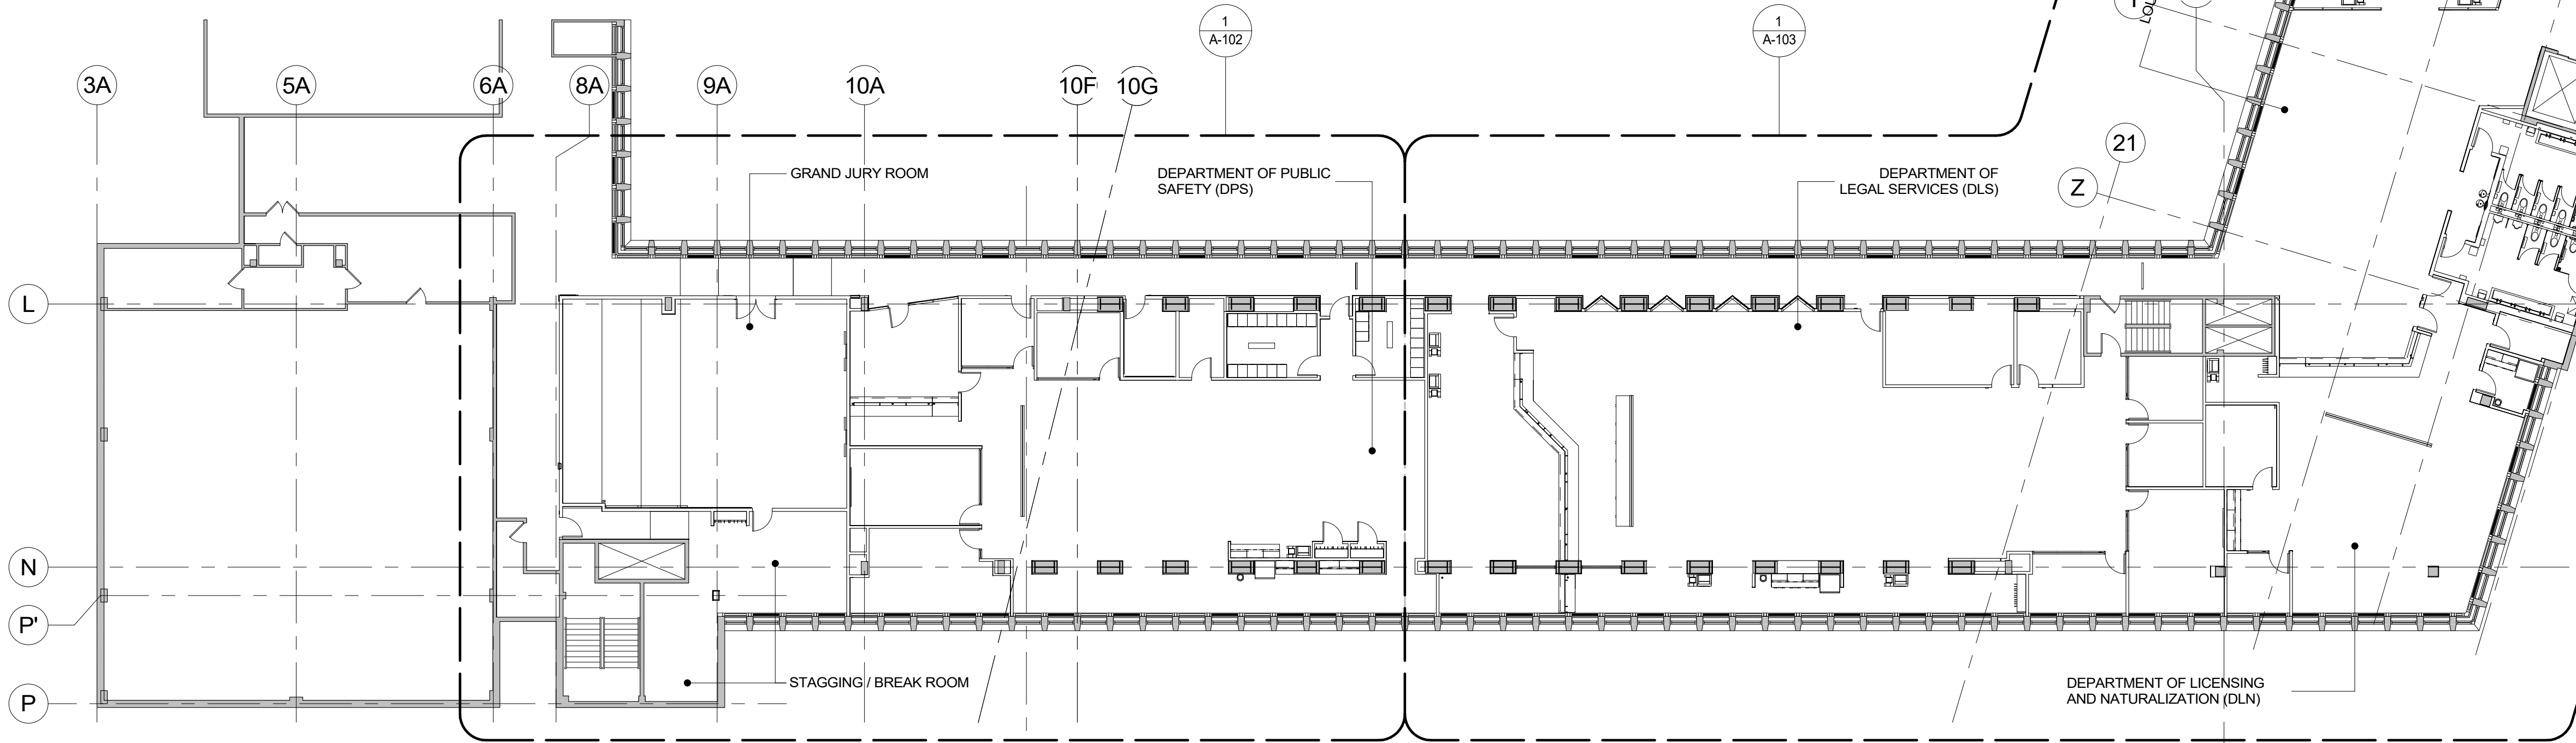 1
A-102
1
A-103
3A
5A
6A
8A
9A
10A
10F
10G
21
Z
GRAND JURY ROOM
DEPARTMENT OF PUBLIC
SAFETY (DPS)
DEPARTMENT OF
LEGAL SERVICES (DLS)
L
N
P'
P
STAGGING / BREAK ROOM
DEPARTMENT OF LICENSING
AND NATURALIZATION (DLN)